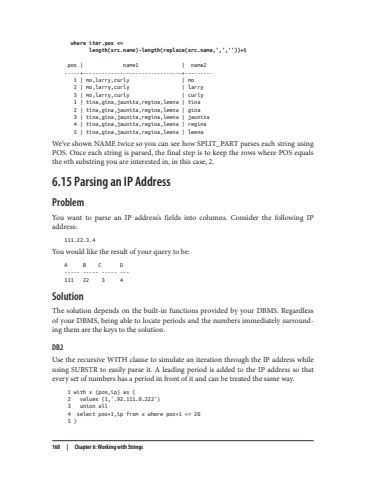 where iter.pos <=
length(src.name)-length(replace(src.name,',',''))+1
pos | name1 | name2
-----+--------------------------------+---------
1 | mo,larry,curly | mo
2 | mo,larry,curly | larry
3 | mo,larry,curly | curly
1 | tina,gina,jaunita,regina,leena | tina
2 | tina,gina,jaunita,regina,leena | gina
3 | tina,gina,jaunita,regina,leena | jaunita
4 | tina,gina,jaunita,regina,leena | regina
5 | tina,gina,jaunita,regina,leena | leena
We've shown NAME twice so you can see how SPLIT_PART parses each string using
POS. Once each string is parsed, the final step is to keep the rows where POS equals
the nth substring you are interested in, in this case, 2.
6.15 Parsing an IP Address
Problem
You want to parse an IP address's fields into columns. Consider the following IP
address:
111.22.3.4
You would like the result of your query to be:
A B C D
----- ----- ----- ---
111 22 3 4
Solution
The solution depends on the built-in functions provided by your DBMS. Regardless
of your DBMS, being able to locate periods and the numbers immediately surround-
ing them are the keys to the solution.
DB2
Use the recursive WITH clause to simulate an iteration through the IP address while
using SUBSTR to easily parse it. A leading period is added to the IP address so that
every set of numbers has a period in front of it and can be treated the same way.
1 with x (pos,ip) as (
2 values (1,'.92.111.0.222')
3 union all
4 select pos+1,ip from x where pos+1 <= 20
5 )
160 | Chapter 6: Working with Strings